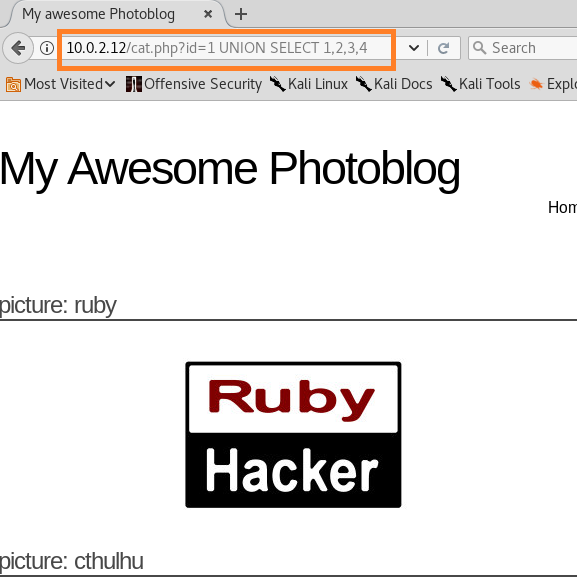 My awesome Photoblog
10.0.2.12/cat.php?id=1 UNION SELECT 1,2,3,4
Search
Most Visited Offensive Security Kali Linux Kali Docs Kali Tools Explo
My Awesome Photoblog
Hom
picture: ruby
Ruby
Hacker
picture: cthulhu